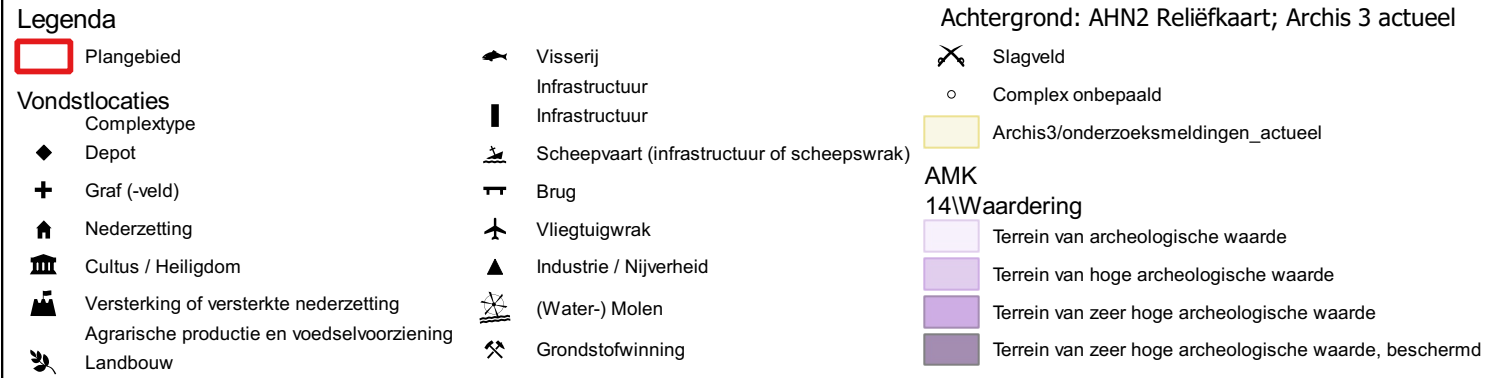 Legenda
Plangebied
Vondstlocaties
Complextype
Depot
Graf (-veld)
Nederzetting
Cultus / Heiligdom
Versterking of versterkte nederzetting
Agrarische productie en voedselvoorziening
Landbouw
Visserij
Infrastructuur
Infrastructuur
Scheepvaart (infrastructuur of scheepswrak)
Brug
Vliegtuigwrak
Industrie / Nijverheid
(Water-) Molen
Grondstofwinning
Achtergrond: AHN2 Reliëfkaart; Archis 3 actueel
Slagveld
Complex onbepaald
Archis3/onderzoeksmeldingen_actueel
AMK
14\Waardering
Terrein van archeologische waarde
Terrein van hoge archeologische waarde
Terrein van zeer hoge archeologische waarde
Terrein van zeer hoge archeologische waarde, beschermd